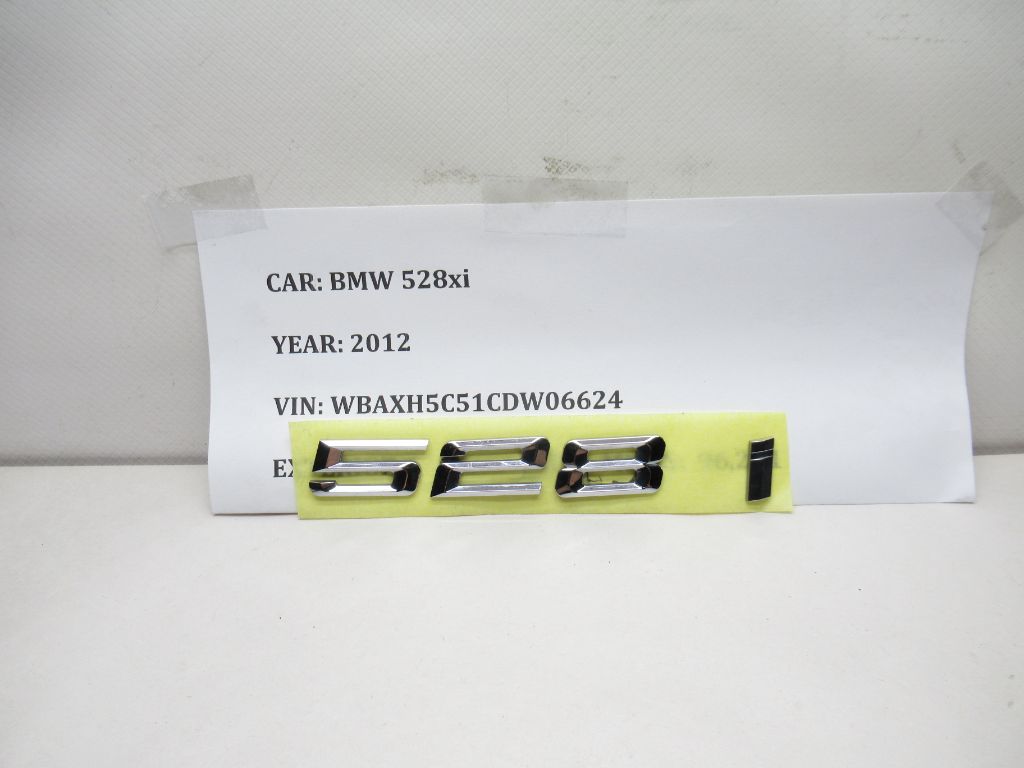 CAR: BMW 528xi
YEAR: 2012
VIN: WBAXH5C51CDW06624
528 i